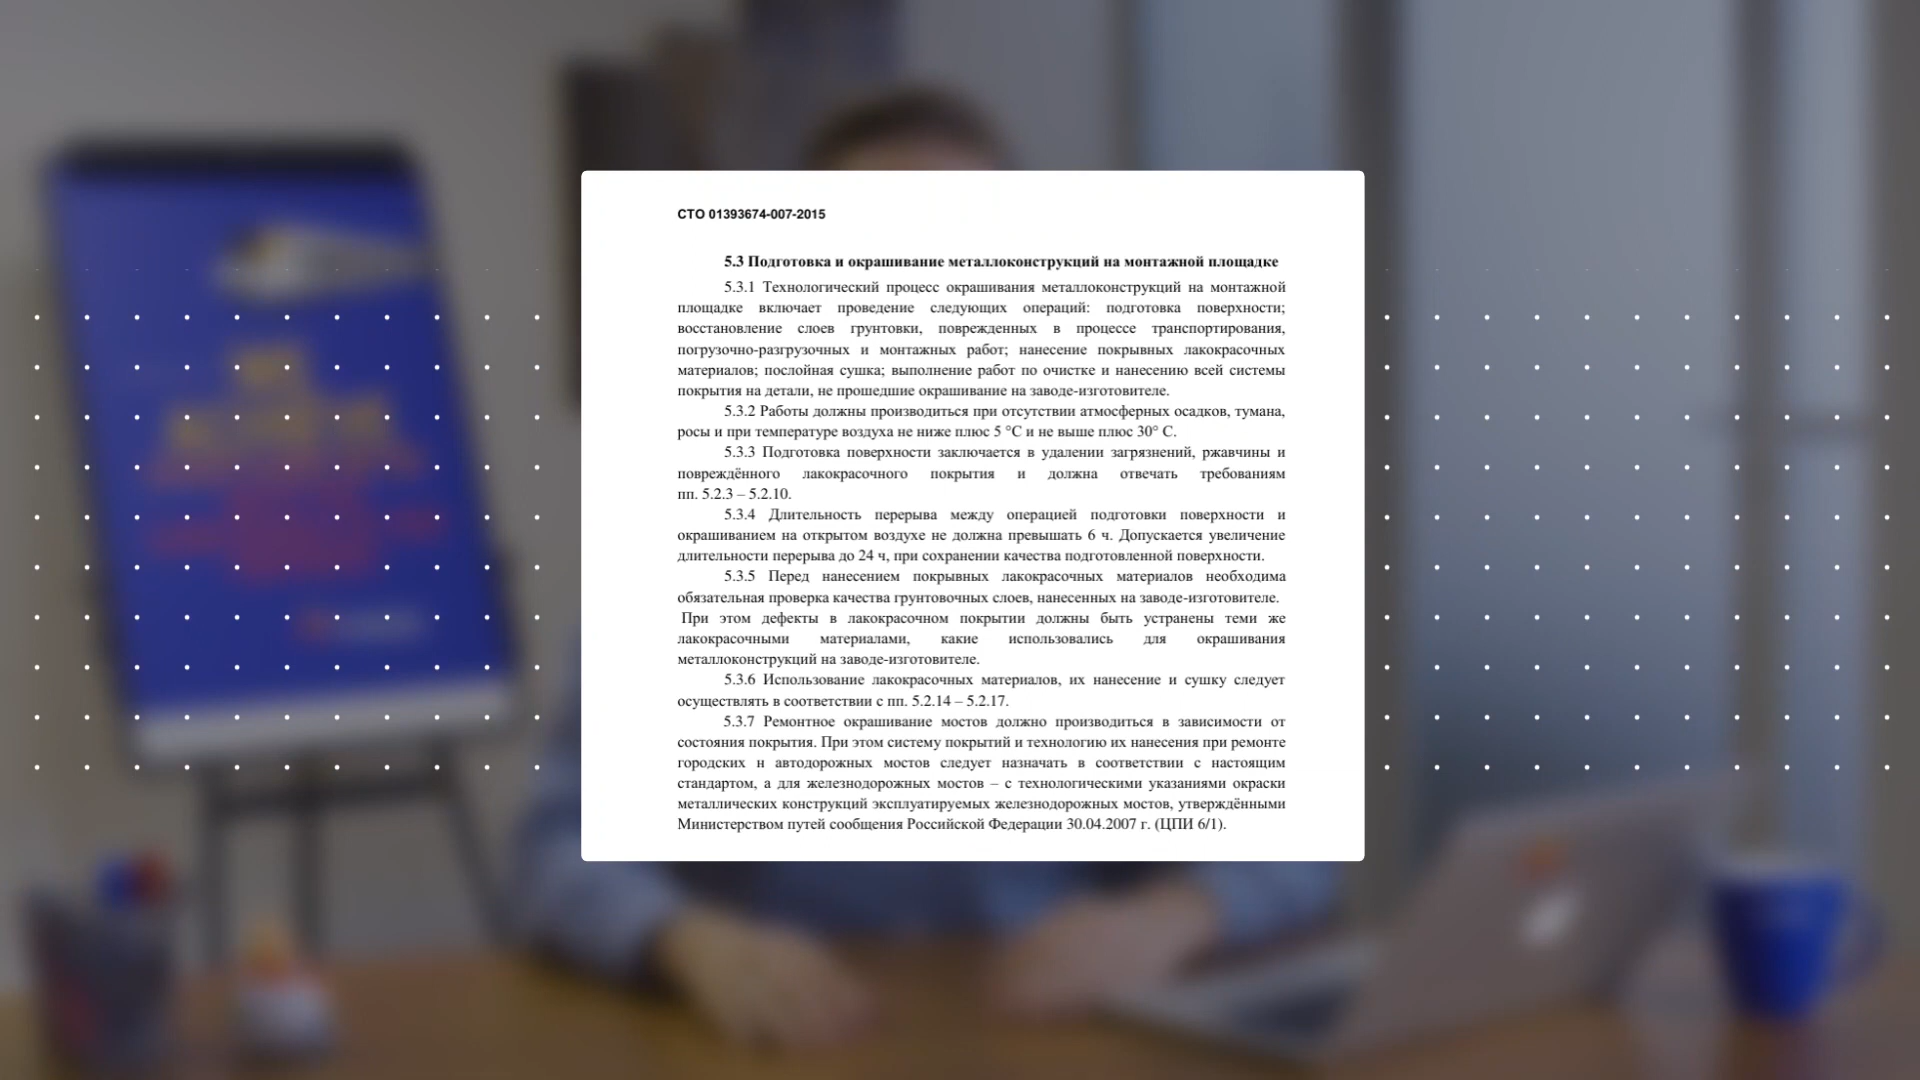 СТО 01393674-007-2015
5.3 Подготовка и окрашивание металлоконструкций на монтажной площадке
5.3.1 Технологический процесс окрашивания металлоконструкций на монтажной
площадке включает проведение следующих операций: подготовка поверхности;
восстановление слоев грунтовки, поврежденных в процессе транспортирования,
погрузочно-разгрузочных и монтажных работ; нанесение покрывных лакокрасочных
материалов; послойная сушка; выполнение работ по очистке и нанесению всей системы
покрытия на детали, не прошедшие окрашивание на заводе-изготовителе.
5.3.2 Работы должны производиться при отсутствии атмосферных осадков, тумана,
росы и при температуре воздуха не ниже плюс 5 °С и не выше плюс 30° С.
5.3.3 Подготовка поверхности заключается в удалении загрязнений, ржавчины и
повреждённого лакокрасочного покрытия и должна отвечать требованиям
пп. 5.2.3 – 5.2.10.
5.3.4 Длительность перерыва между операцией подготовки поверхности и
окрашиванием на открытом воздухе не должна превышать 6 ч. Допускается увеличение
длительности перерыва до 24 ч, при сохранении качества подготовленной поверхности.
5.3.5 Перед нанесением покрывных лакокрасочных материалов необходима
обязательная проверка качества грунтовочных слоев, нанесенных на заводе-изготовителе.
При этом дефекты в лакокрасочном покрытии должны быть устранены теми же
лакокрасочными материалами, какие использовались для окрашивания
металлоконструкций на заводе-изготовителе.
5.3.6 Использование лакокрасочных материалов, их нанесение и сушку следует
осуществлять в соответствии с пп. 5.2.14 – 5.2.17.
5.3.7 Ремонтное окрашивание мостов должно производиться в зависимости от
состояния покрытия. При этом систему покрытий и технологию их нанесения при ремонте
городских н автодорожных мостов следует назначать в соответствии с настоящим
стандартом, а для железнодорожных мостов – с технологическими указаниями окраски
металлических конструкций эксплуатируемых железнодорожных мостов, утверждёнными
Министерством путей сообщения Российской Федерации 30.04.2007 г. (ЦПИ 6/1).